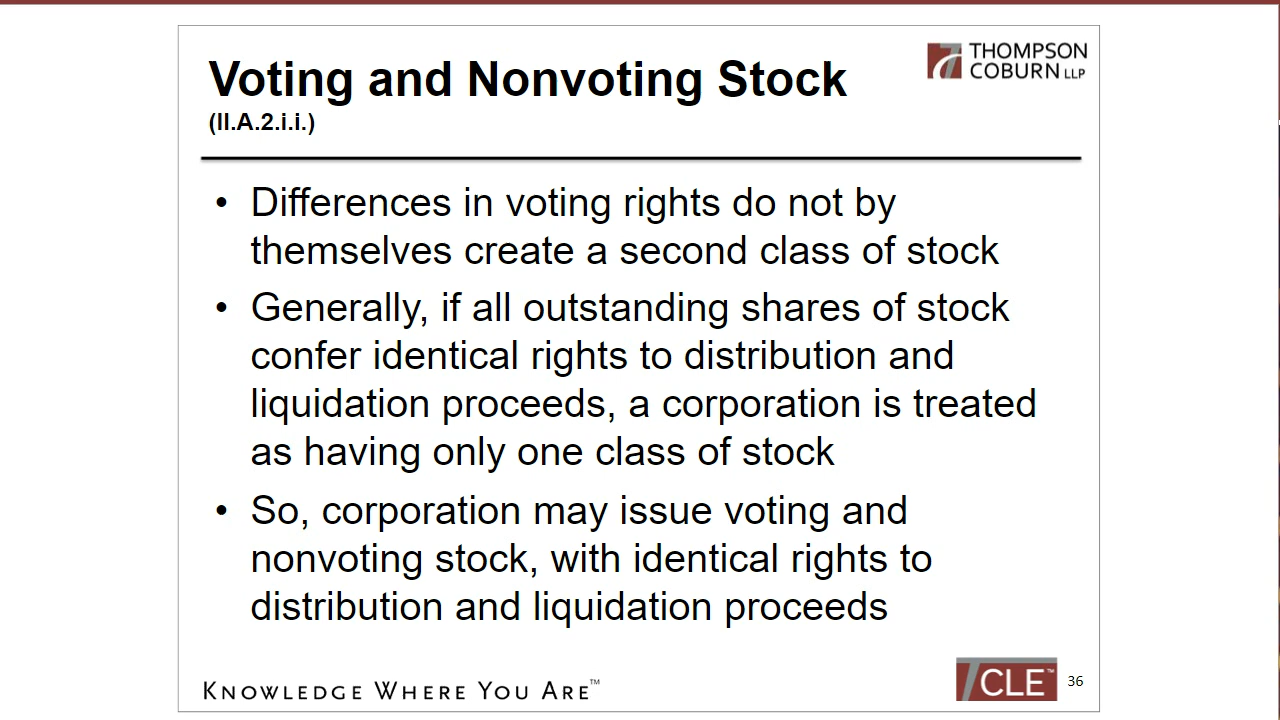 Voting and Nonvoting Stock
(II.A.2.i.i.)
THOMPSON
COBURN LLP
• Differences in voting rights do not by
themselves create a second class of stock
• Generally, if all outstanding shares of stock
confer identical rights to distribution and
liquidation proceeds, a corporation is treated
as having only one class of stock
• So, corporation may issue voting and
nonvoting stock, with identical rights to
distribution and liquidation proceeds
KNOWLEDGE WHERE YOU ARE™
CLE™
36